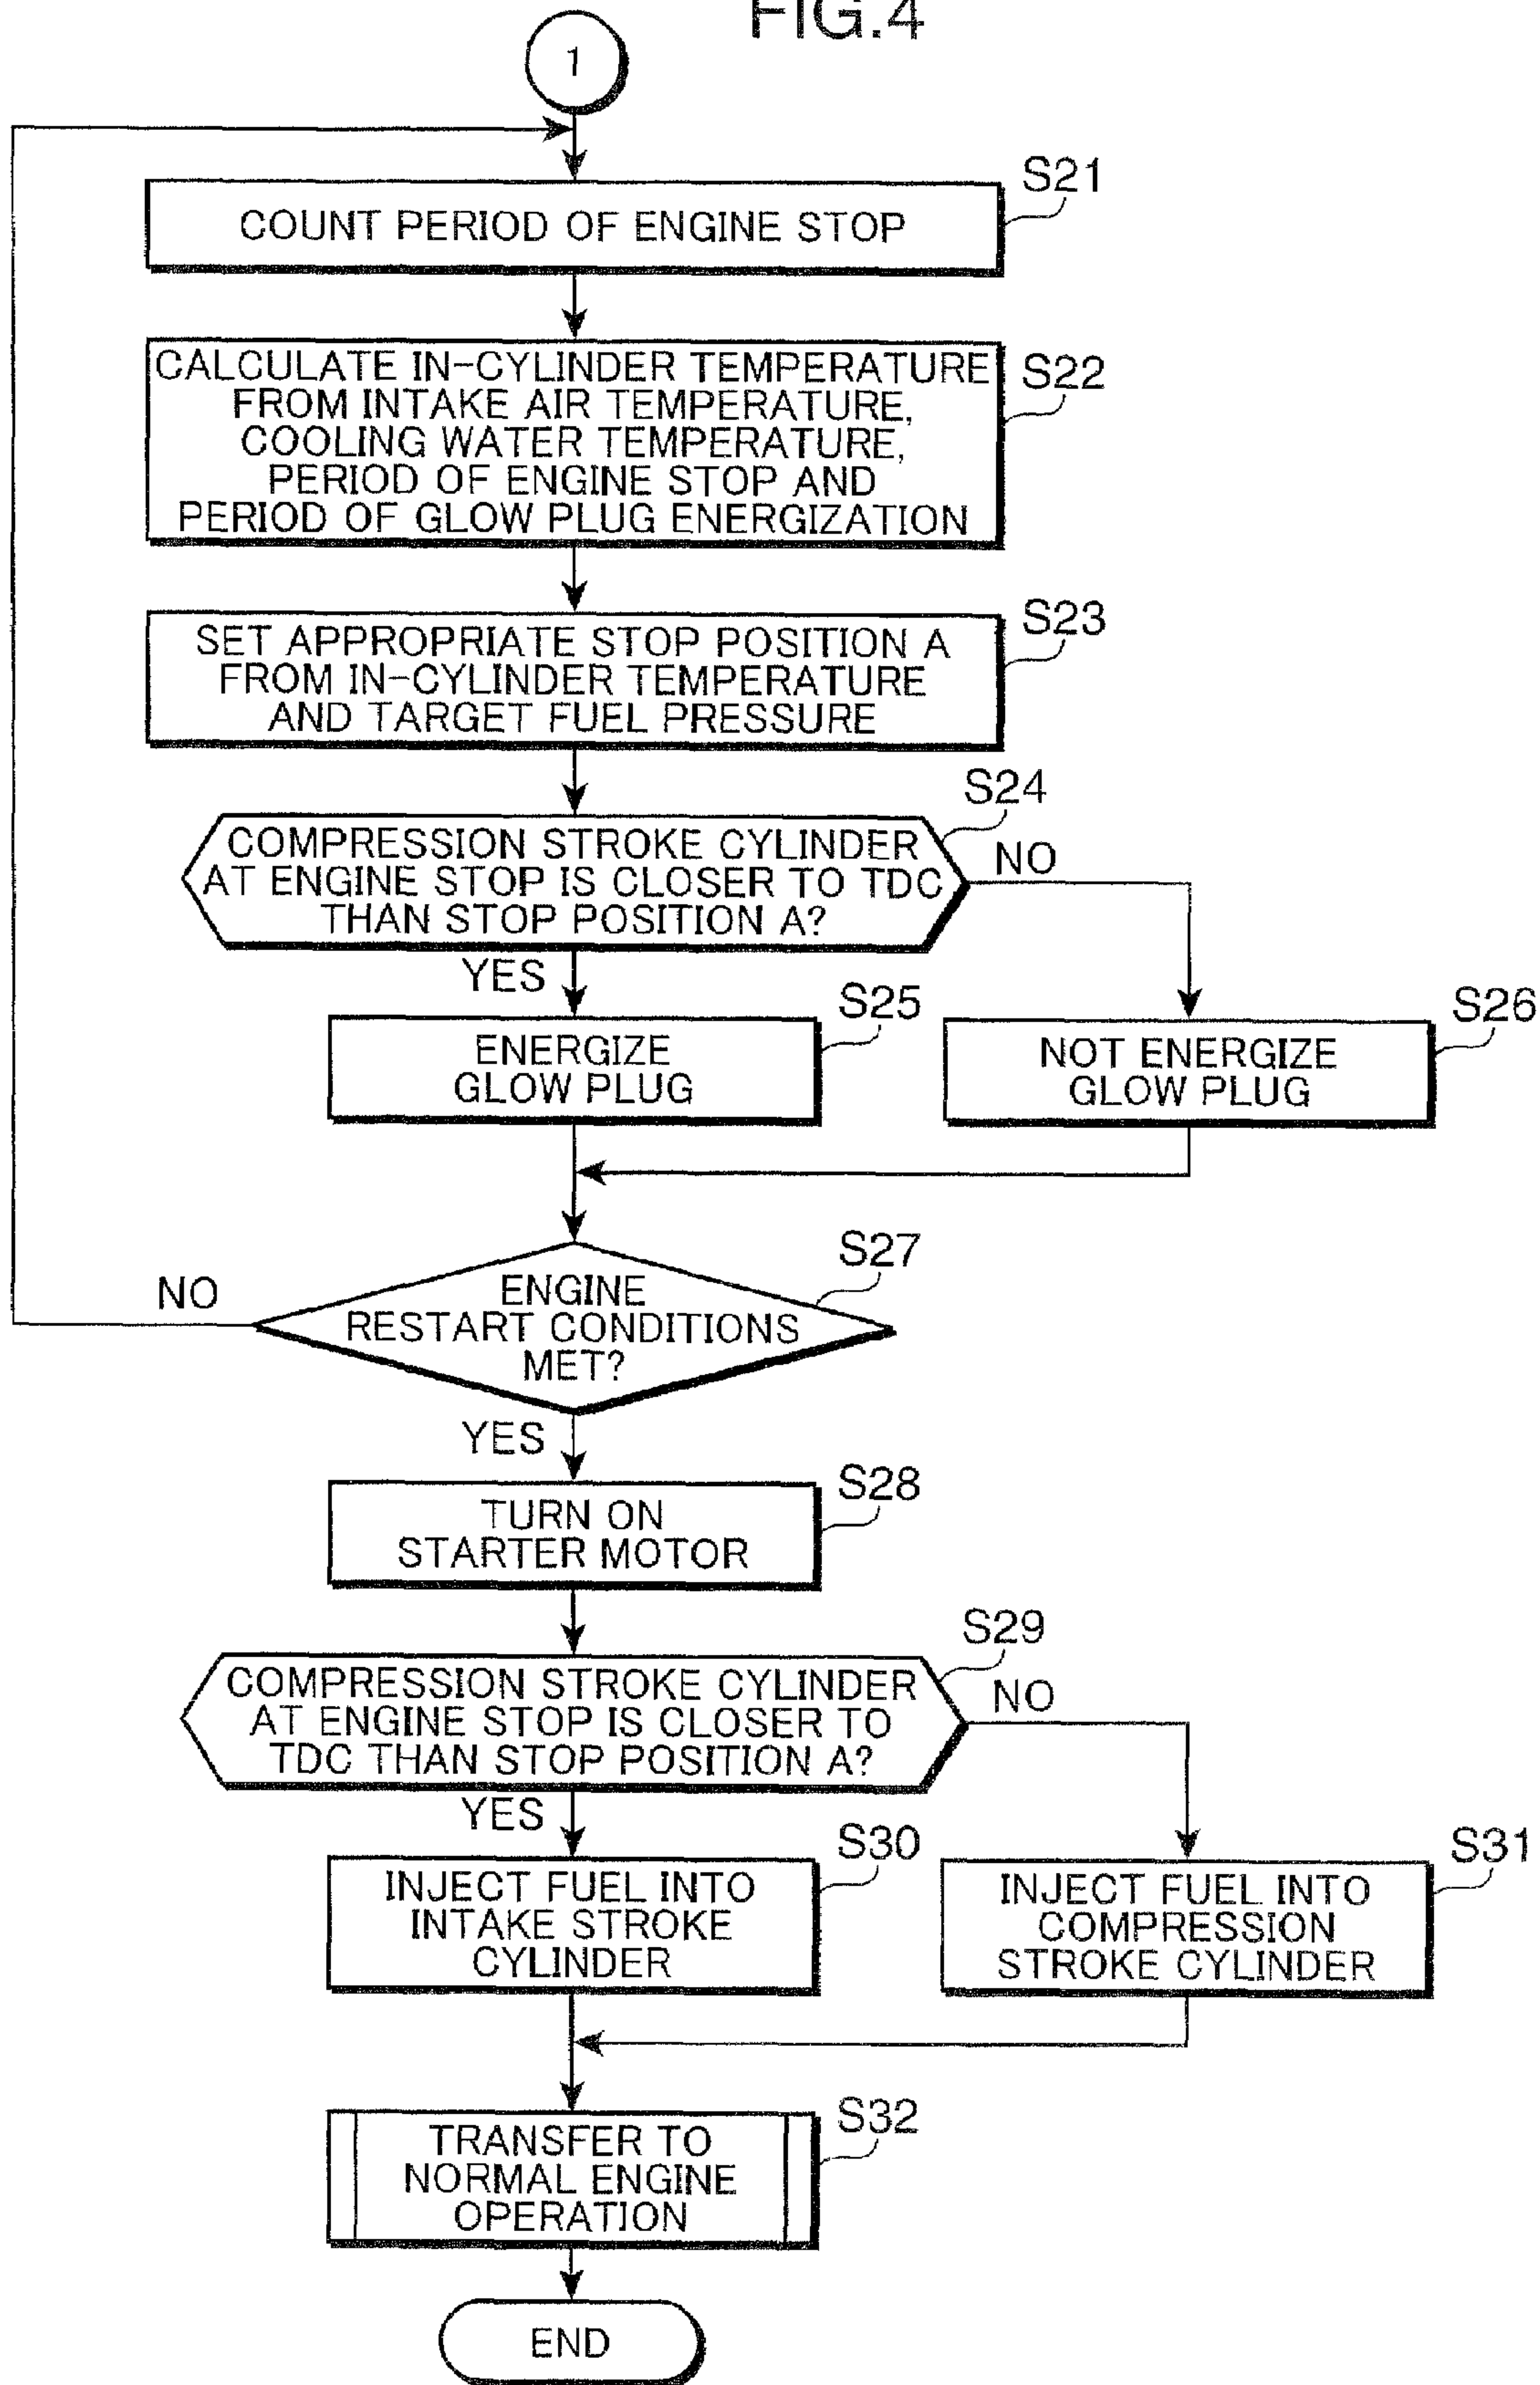 FIG.4
1
S21
COUNT PERIOD OF ENGINE STOP
S22
CALCULATE IN-CYLINDER TEMPERATURE
FROM INTAKE AIR TEMPERATURE,
COOLING WATER TEMPERATURE,
PERIOD OF ENGINE STOP AND
PERIOD OF GLOW PLUG ENERGIZATION
S23
SET APPROPRIATE STOP POSITION A
FROM IN-CYLINDER TEMPERATURE
AND TARGET FUEL PRESSURE
S24
COMPRESSION STROKE CYLINDER
AT ENGINE STOP IS CLOSER TO TDC
THAN STOP POSITION A?
NO
YES
S25
ENERGIZE
GLOW PLUG
S26
NOT ENERGIZE
GLOW PLUG
S27
ENGINE
RESTART CONDITIONS
MET?
NO
YES
S28
TURN ON
STARTER MOTOR
S29
COMPRESSION STROKE CYLINDER
AT ENGINE STOP IS CLOSER TO
TDC THAN STOP POSITION A?
NO
YES
S30
INJECT FUEL INTO
INTAKE STROKE
CYLINDER
S31
INJECT FUEL INTO
COMPRESSION
STROKE CYLINDER
S32
TRANSFER TO
NORMAL ENGINE
OPERATION
END